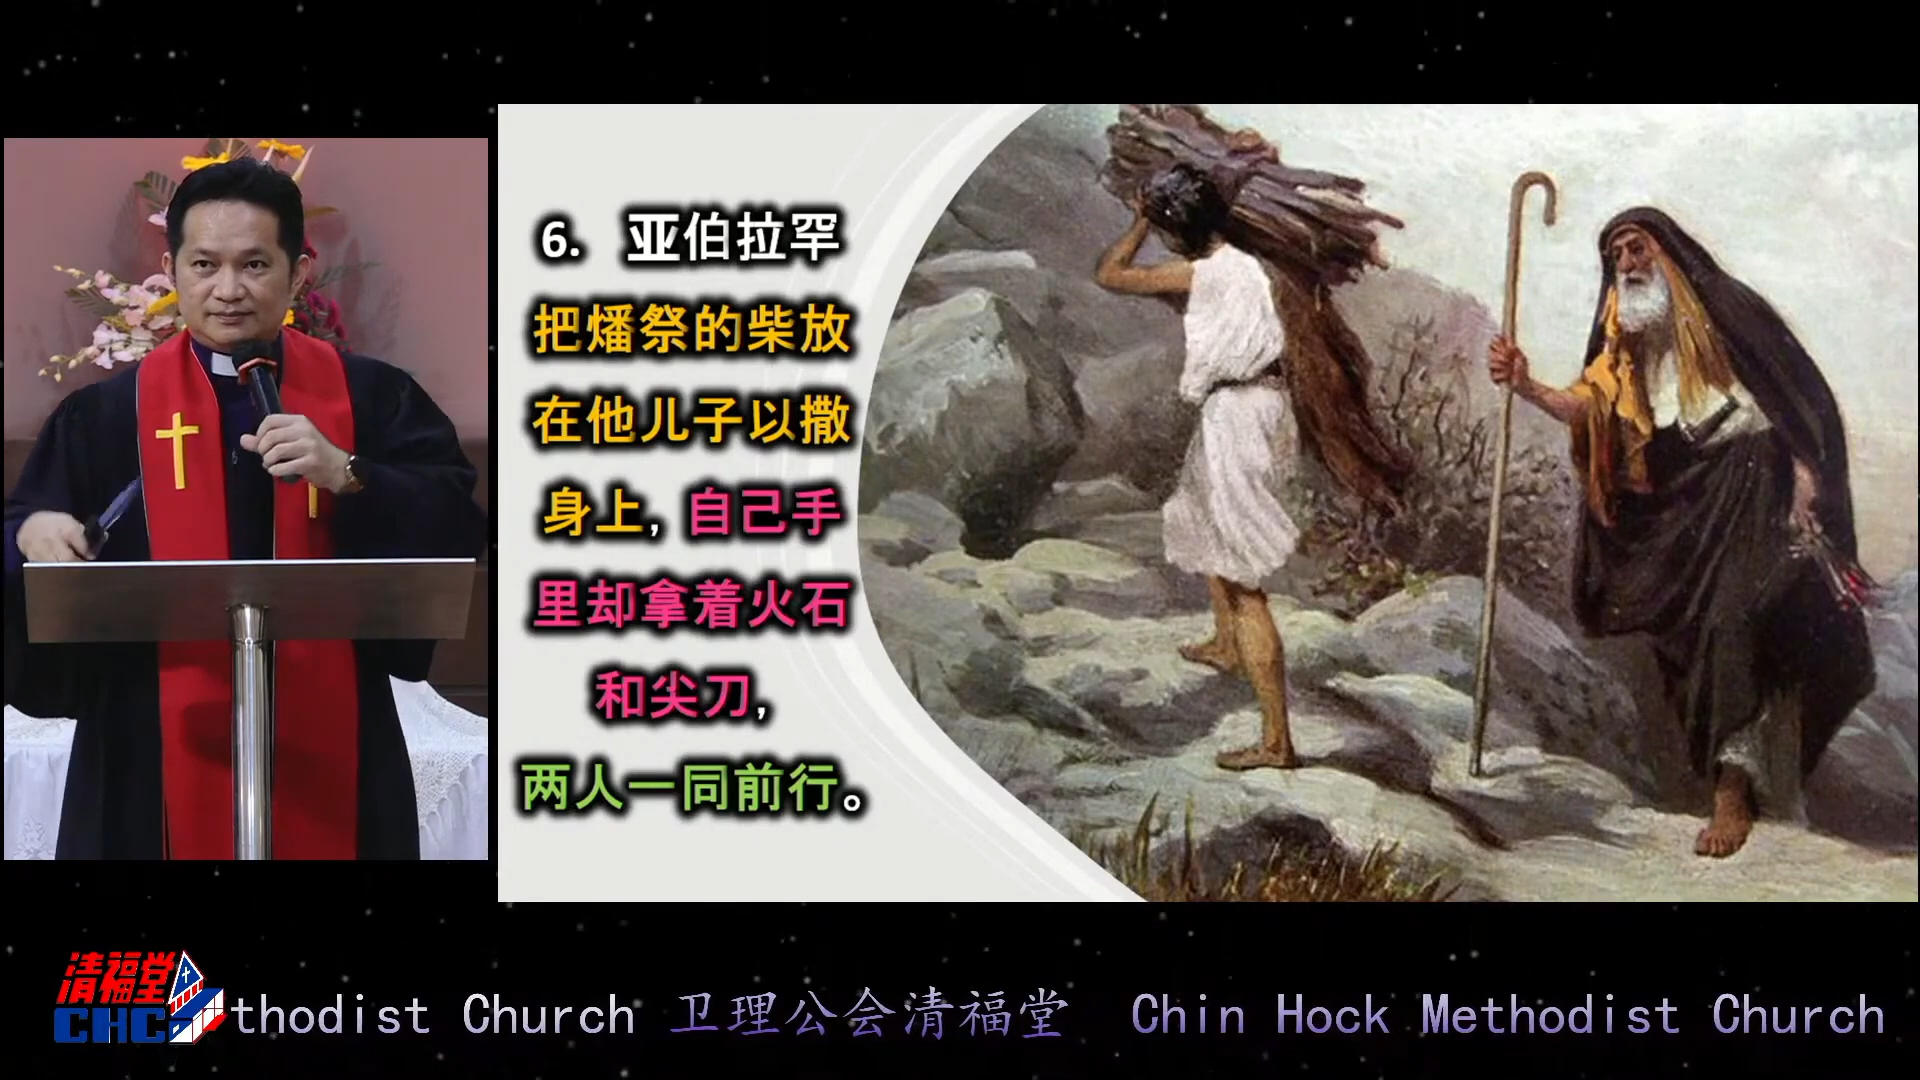 6. 亚伯拉罕
把燔祭的柴放
在他儿子以撒
身上，自己手
里却拿着火石
和尖刀，
两人一同前行。
清福堂
CHC
thodist Church 卫理公会清福堂 Chin Hock Methodist Church